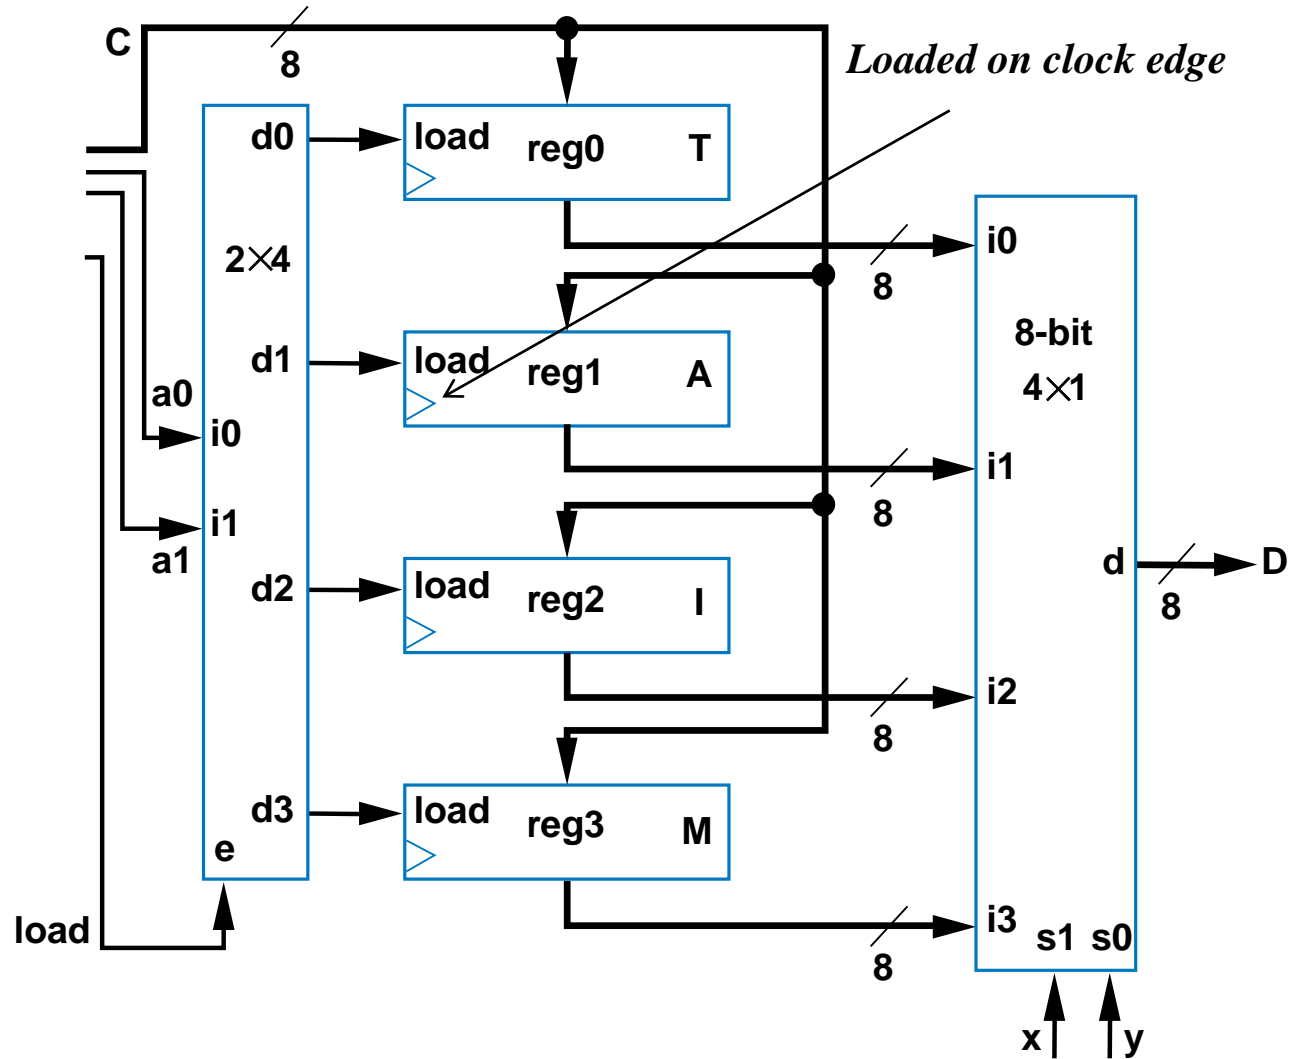 C
8
Loaded on clock edge
d0
load
reg0
T
2×4
i0
8
8-bit
4×1
d1
load
reg1
A
a0
i0
i1
8
i1
a1
d2
load
reg2
I
d
8
D
i2
8
d3
load
reg3
M
e
load
i3
8
s1 s0
x
y